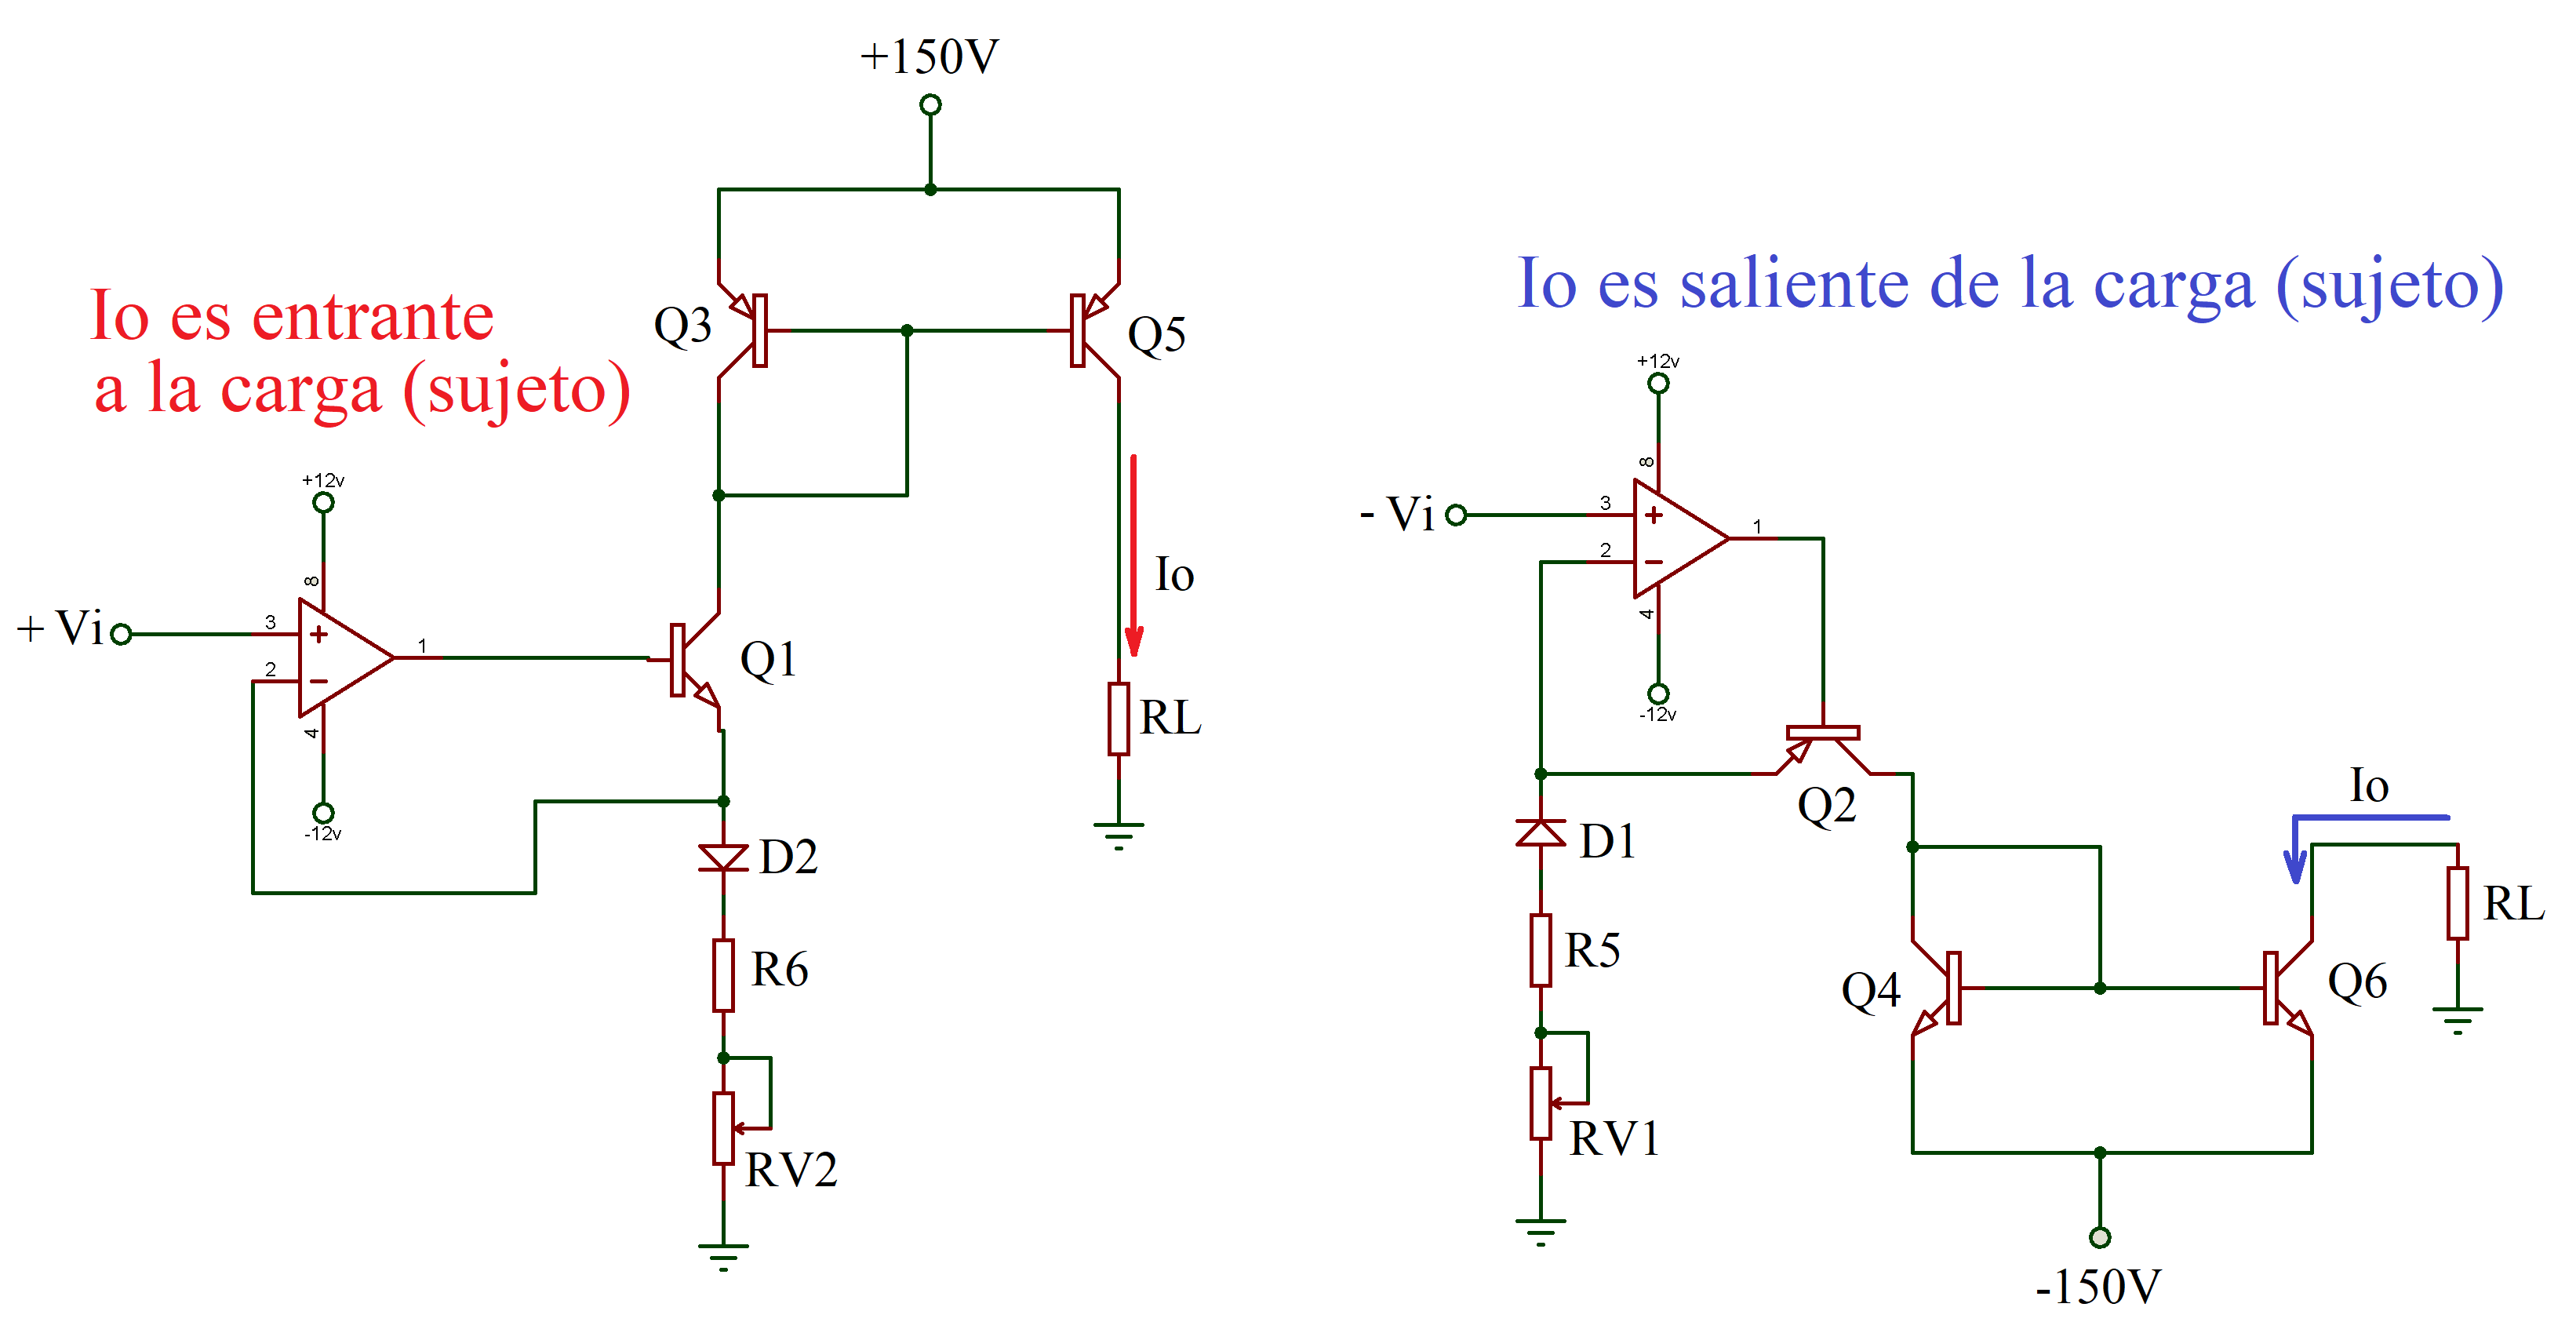 +150V
Io es entrante
a la carga (sujeto)
Q3
Q5
+12v
8
+ Vi
3
+
2
−
1
4
-12v
Q1
Io
RL
D2
R6
RV2
Io es saliente de la carga (sujeto)
+12v
8
- Vi
3
+
2
−
1
4
-12v
Q2
Io
D1
R5
RL
Q4
Q6
RV1
-150V